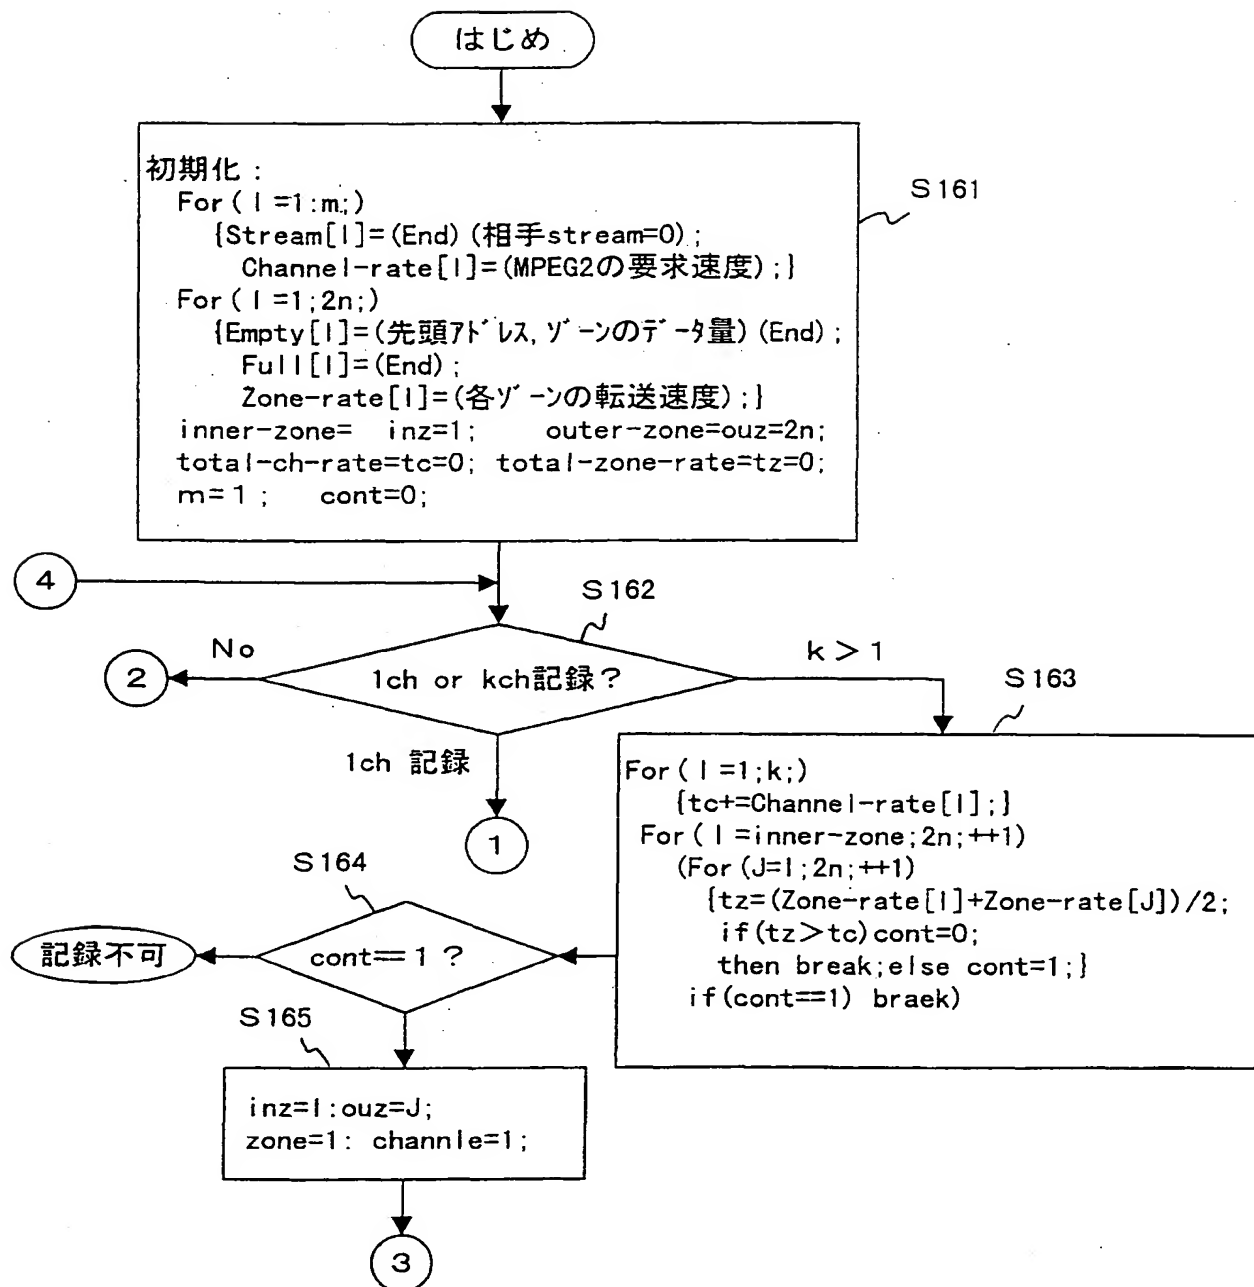 はじめ
初期化:
For(I=1:m;)
{Stream[I]=(End)(相手stream=0);
Channel-rate[I]=(MPEG2の要求速度);}
For(I=1;2n;)
{Empty[I]=(先頭ｱﾄﾞﾚｽ,ｿﾞｰﾝのﾃﾞｰﾀ量)(End);
Full[I]=(End);
Zone-rate[I]=(各ｿﾞｰﾝの転送速度);}
inner-zone= inz=1; outer-zone=ouz=2n;
total-ch-rate=tc=0; total-zone-rate=tz=0;
m=1; cont=0;
S161
4
S162
No
2
1ch or kch記録?
k>1
S163
1ch 記録
1
For(I=1;k;)
{tc+=Channel-rate[I];}
For(I=inner-zone;2n;++1)
(For(J=I;2n;++1)
{tz=(Zone-rate[I]+Zone-rate[J])/2;
if(tz>tc)cont=0;
then break;else cont=1;}
if(cont==1) braek)
S164
記録不可
cont==1?
S165
inz=I:ouz=J;
zone=1: channle=1;
3